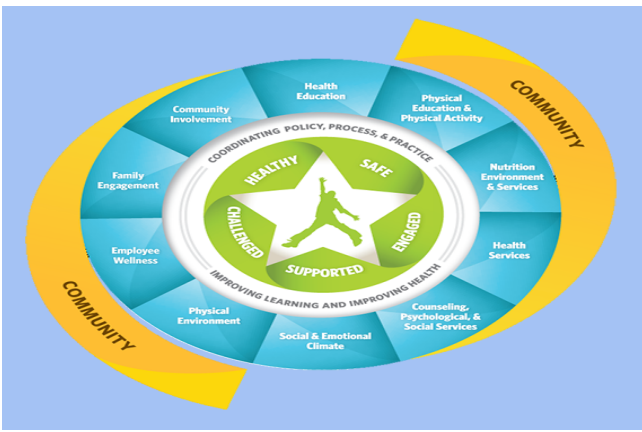 COMMUNITY
Health
Education
Physical
Education &
Physical Activity
Nutrition
Environment
& Services
Health
Services
Counseling,
Psychological, &
Social Services
Social & Emotional
Climate
Physical
Environment
Employee
Wellness
Family
Engagement
Community
Involvement
COORDINATING POLICY, PROCESS, & PRACTICE
IMPROVING LEARNING AND IMPROVING HEALTH
HEALTHY
SAFE
ENGAGED
SUPPORTED
CHALLENGED
COMMUNITY